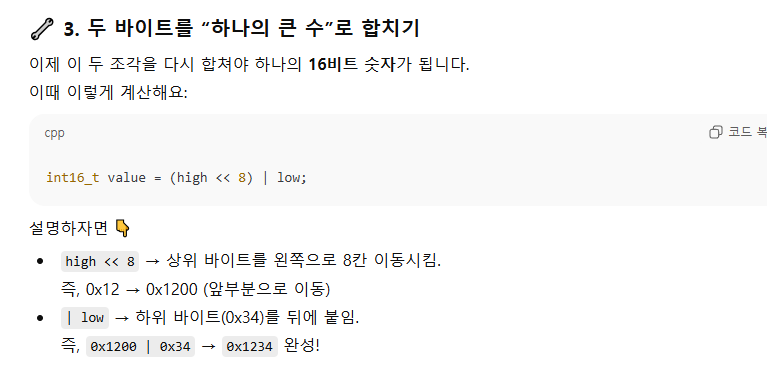 🔧 3. 두 바이트를 “하나의 큰 수”로 합치기
이제 이 두 조각을 다시 합쳐야 하나의 16비트 숫자가 됩니다.
이때 이렇게 계산해요:
cpp
코드 복
int16_t value = (high << 8) | low;
설명하자면 👇
• high << 8 → 상위 바이트를 왼쪽으로 8칸 이동시킴.
즉, 0x12 → 0x1200 (앞부분으로 이동)
• | low → 하위 바이트(0x34)를 뒤에 붙임.
즉, 0x1200 | 0x34 → 0x1234 완성!